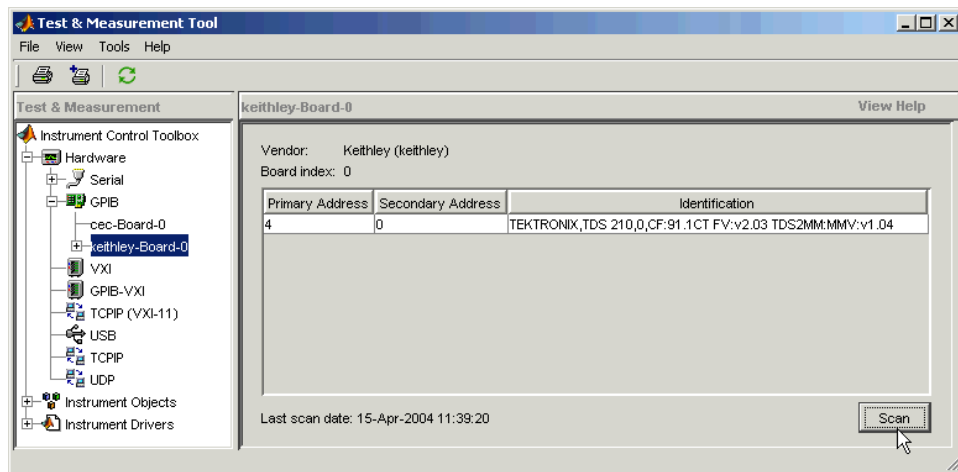 Test & Measurement Tool
File View Tools Help
Test & Measurement
Instrument Control Toolbox
Hardware
Serial
GPIB
cec-Board-0
keithley-Board-0
VXI
GPIB-VXI
TCPIP (VXI-11)
USB
TCPIP
UDP
Instrument Objects
Instrument Drivers
keithley-Board-0 View Help
Vendor: Keithley (keithley)
Board index: 0
Primary Address Secondary Address Identification
4 0 TEKTRONIX,TDS 210,0,CF:91.1CT FV:v2.03 TDS2MM:MMV:v1.04
Last scan date: 15-Apr-2004 11:39:20
Scan